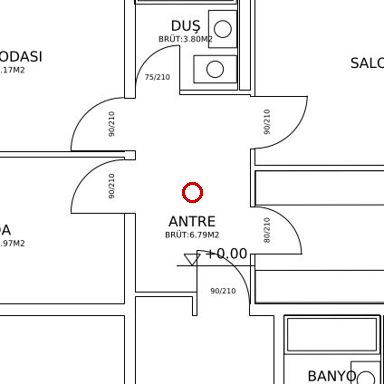 DUŞ
BRÜT:3.80M2
ODASI
.17M2
SALO
75/210
90/210
90/210
90/210
ANTRE
BRÜT:6.79M2
80/210
DA
.97M2
+0.00
90/210
BANYO